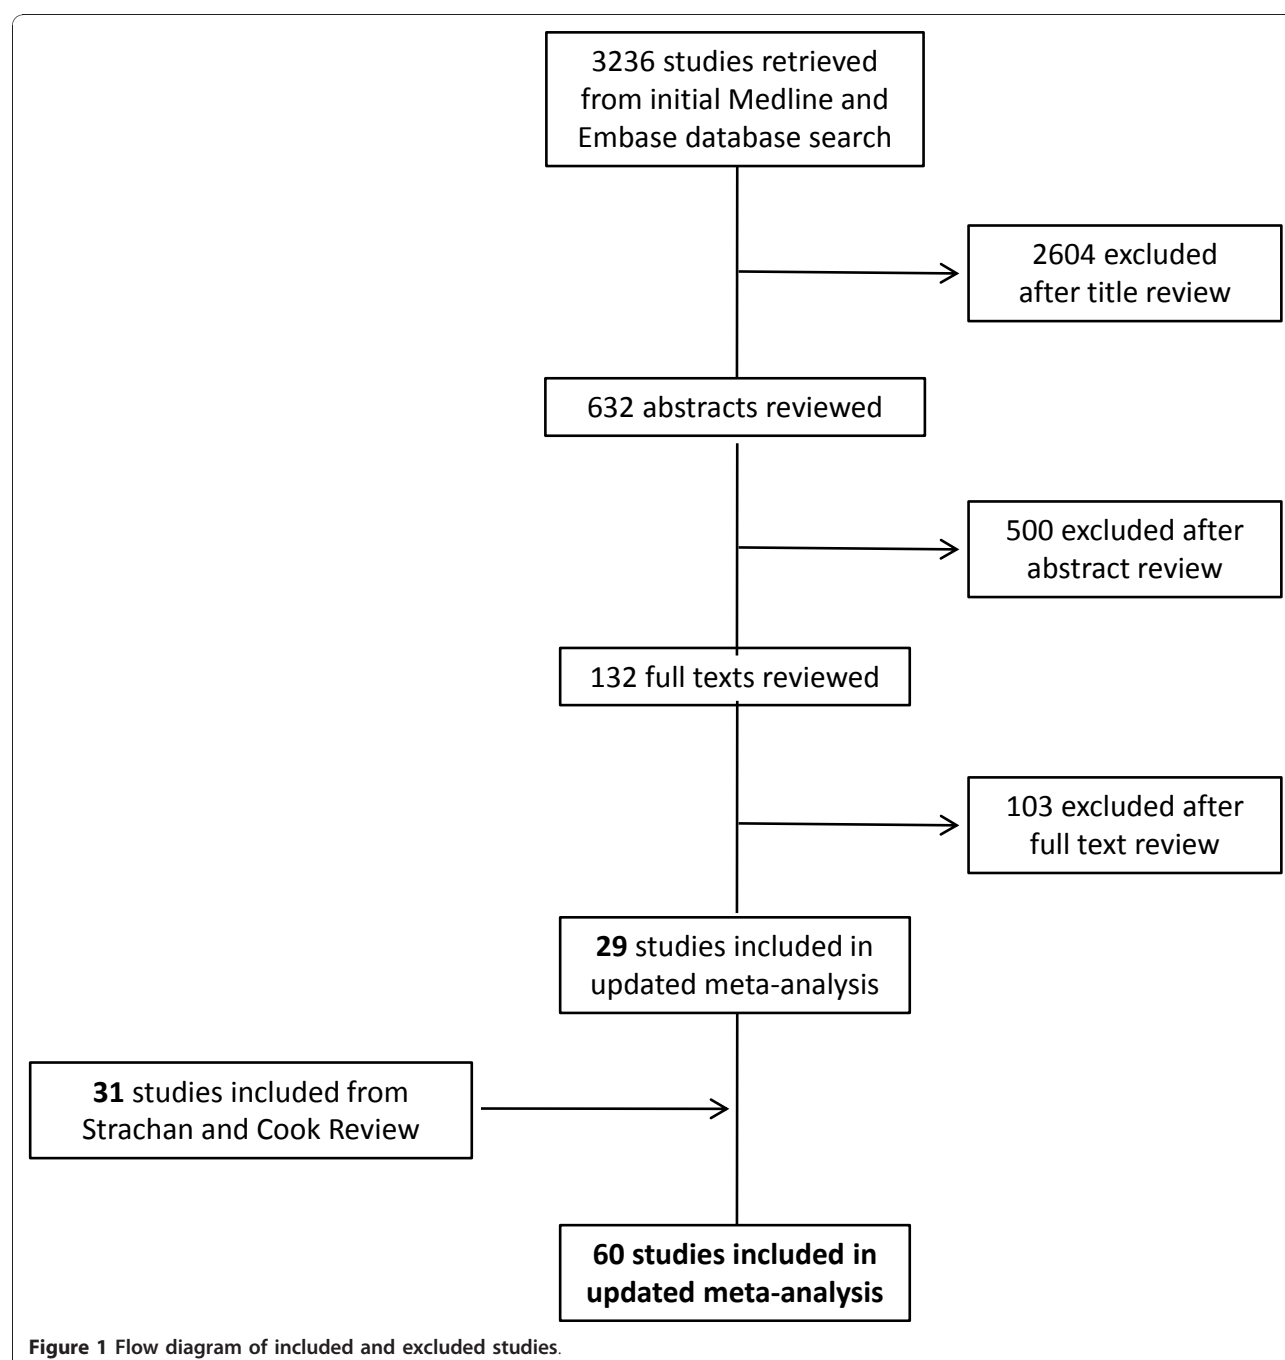 3236 studies retrieved
from initial Medline and
Embase database search
2604 excluded
after title review
632 abstracts reviewed
500 excluded after
abstract review
132 full texts reviewed
103 excluded after
full text review
29 studies included in
updated meta-analysis
31 studies included from
Strachan and Cook Review
60 studies included in
updated meta-analysis
Figure 1 Flow diagram of included and excluded studies.